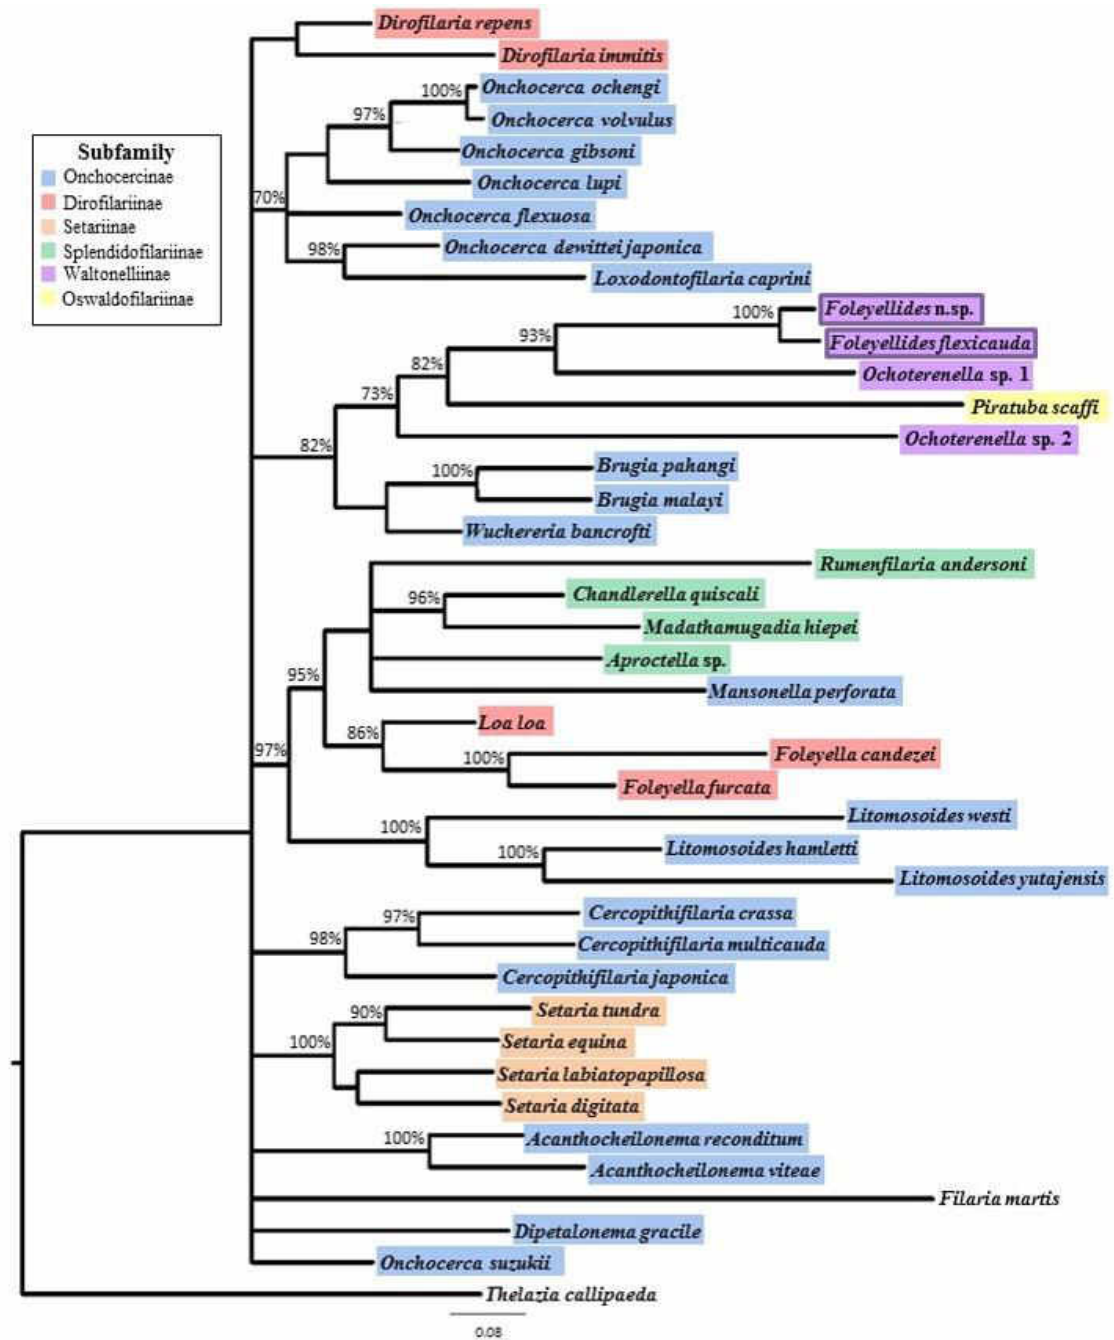 Dirofilaria repens
Dirofilaria immitis
100%
Onchocerca ochengi
97%
Onchocerca volvulus
Onchocerca gibsoni
Onchocerca lupi
70%
Onchocerca flexuosa
98%
Onchocerca dewittei japonica
Loxodontofilaria caprini
Subfamily
Onchocercinae
Dirofilariinae
Setariinae
Splendidofilariinae
Waltonelliinae
Oswaldofilariinae
100%
Foleyellides n.sp.
93%
Foleyellides flexicauda
82%
Ochoterenella sp. 1
73%
Piratuba scaffi
82%
Ochoterenella sp. 2
100%
Brugia pahangi
Brugia malayi
Wuchereria bancrofti
Rumenfilaria andersoni
96%
Chandlerella quiscali
Madathamugadia hiepei
95%
Aproctella sp.
Mansonella perforata
86%
Loa loa
97%
100%
Foleyella candezei
Foleyella furcata
100%
Litomosoides westi
100%
Litomosoides hamletti
Litomosoides yutajensis
97%
Cercopithifilaria crassa
98%
Cercopithifilaria multicauda
Cercopithifilaria japonica
90%
Setaria tundra
100%
Setaria equina
Setaria labiatopapillosa
Setaria digitata
100%
Acanthocheilonema reconditum
Acanthocheilonema viteae
Filaria martis
Dipetalonema gracile
Onchocerca suzukii
Thelazia callipaeda
0.08